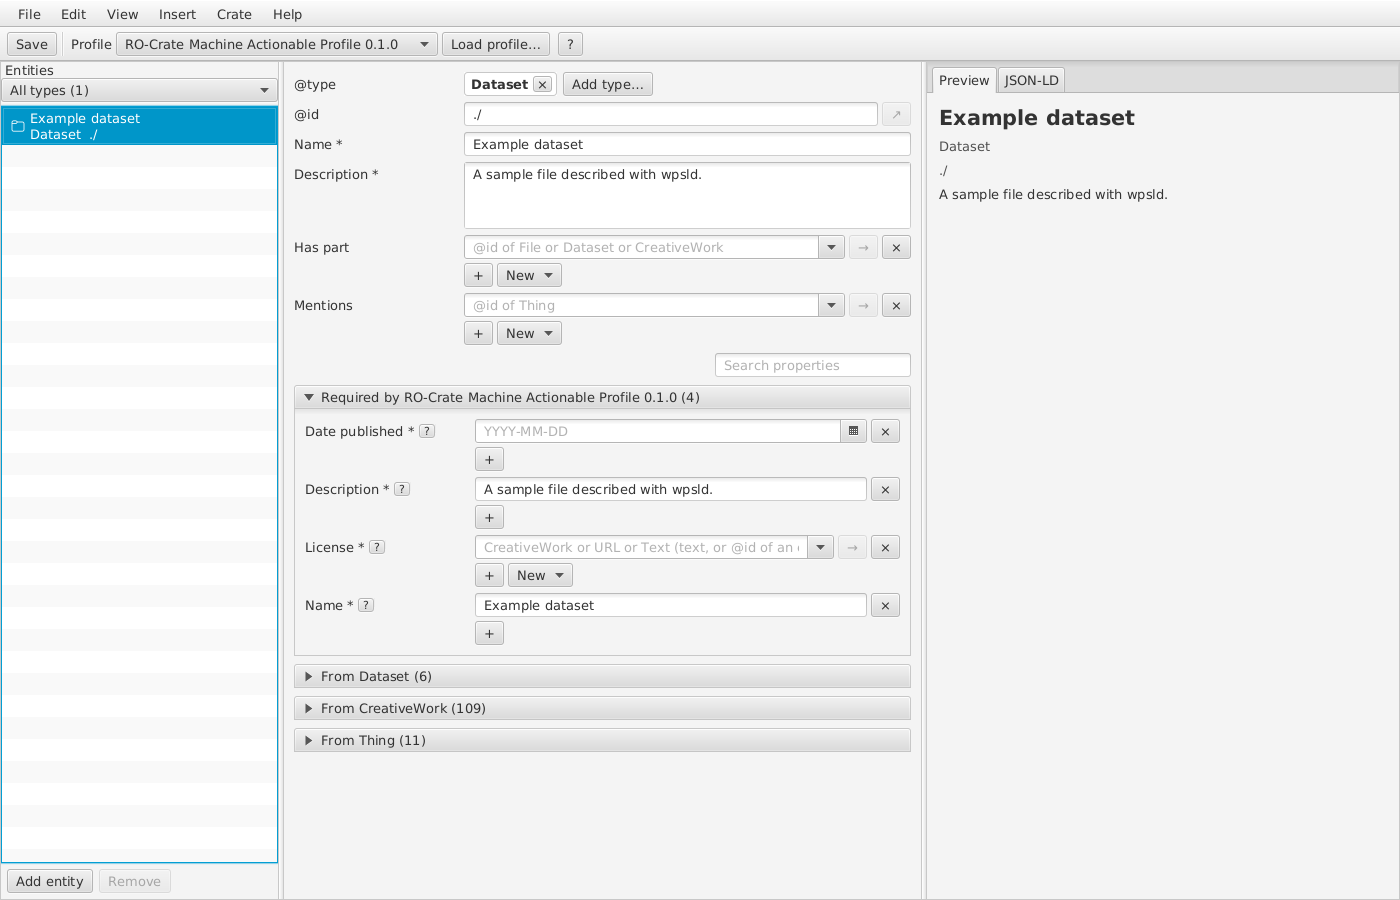 File Edit View Insert Crate Help
Save Profile RO-Crate Machine Actionable Profile 0.1.0 Load profile... ?
Entities
All types (1)
Example dataset
Dataset ./
Add entity Remove
@type Dataset × Add type...
@id ./ ↗
Name * Example dataset
Description * A sample file described with wpsld.
Has part @id of File or Dataset or CreativeWork → ×
+ New
Mentions @id of Thing → ×
+ New
Search properties
Required by RO-Crate Machine Actionable Profile 0.1.0 (4)
Date published * ? YYYY-MM-DD ×
+
Description * ? A sample file described with wpsld. ×
+
License * ? CreativeWork or URL or Text (text, or @id of an → ×
+ New
Name * ? Example dataset ×
+
From Dataset (6)
From CreativeWork (109)
From Thing (11)
Preview JSON-LD
Example dataset
Dataset
./
A sample file described with wpsld.